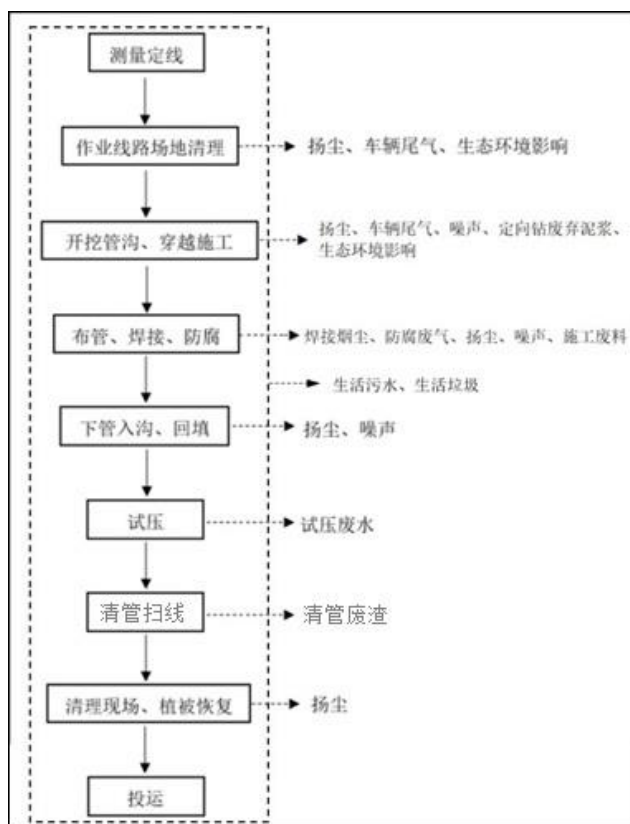 测量定线
作业线路场地清理
扬尘、车辆尾气、生态环境影响
开挖管沟、穿越施工
扬尘、车辆尾气、噪声、定向钻废弃泥浆、
生态环境影响
布管、焊接、防腐
焊接烟尘、防腐废气、扬尘、噪声、施工废料
生活污水、生活垃圾
下管入沟、回填
扬尘、噪声
试压
试压废水
清管扫线
清管废渣
清理现场、植被恢复
扬尘
投运